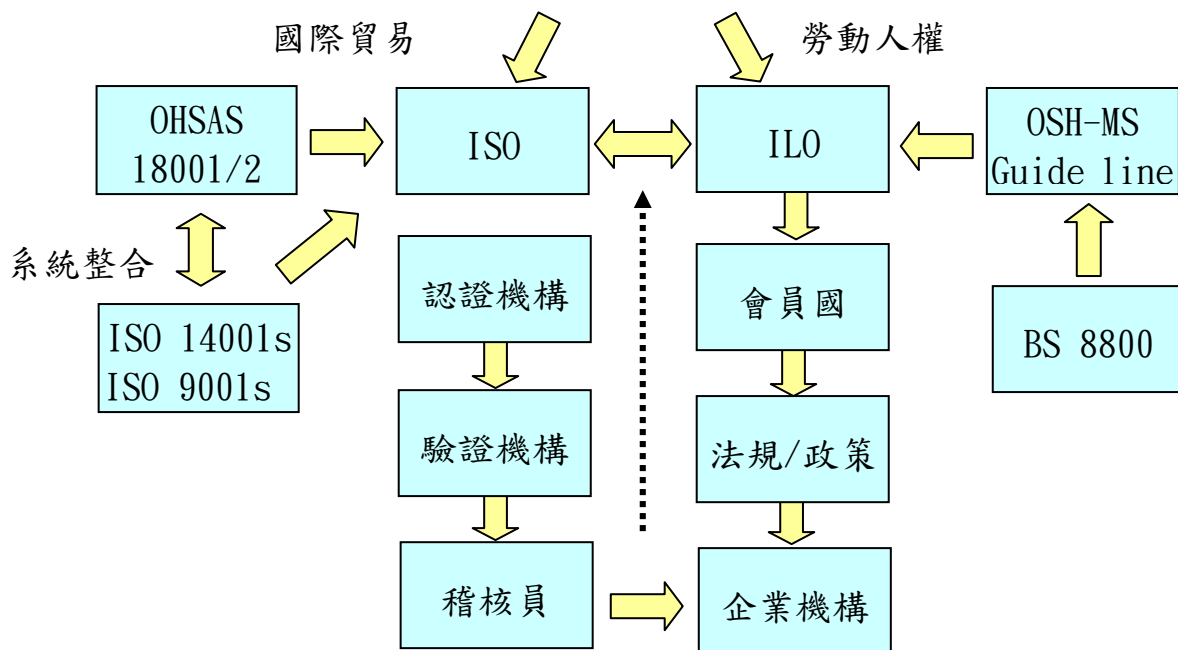 國際貿易
勞動人權
OHSAS
18001/2
ISO
ILO
OSH-MS
Guide line
系統整合
ISO 14001s
ISO 9001s
認證機構
會員國
BS 8800
驗證機構
法規/政策
稽核員
企業機構